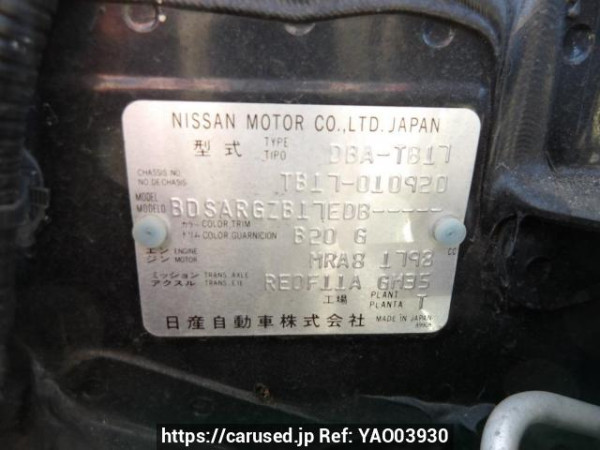 NISSAN MOTOR CO., LTD. JAPAN
型式 TYPE TIPO DBA-TB17
CHASSIS NO. NO. DE CHASIS TB17-010920
MODEL MODELO BDSARGZB17EDB-----
カラー COLOR, TRIM トリム COLOR, GUARNICION B20 G
エンジン ENGINE MOTOR MRA8 1798 CC
ミッション TRANS. AXLE アクスル TRANS. EJE RE0F11A GH35
工場 PLANT PLANTA T
日産自動車株式会社 MADE IN JAPAN
https://carused.jp Ref: YAO03930